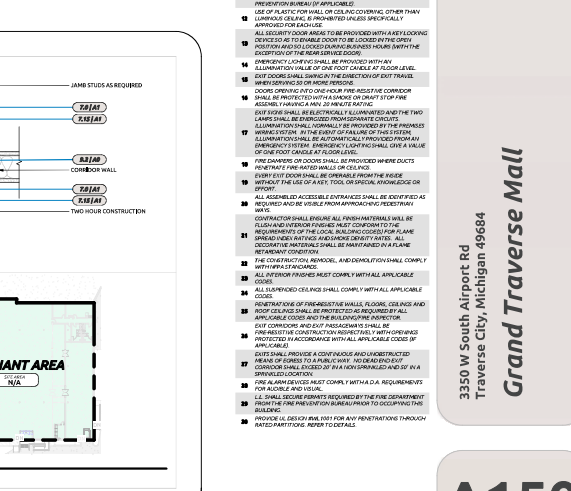 JAMB STUDS AS REQUIRED
7.0|A1
7.15|A1
CORRIDOR WALL
7.0|A1
7.15|A1
TWO HOUR CONSTRUCTION
NANT AREA
SITE AREA
N/A
PREVENTION BUREAU (IF APPLICABLE).
12 USE OF PLASTIC FOR WALL OR CEILING COVERING, OTHER THAN
LUMINOUS CEILING, IS PROHIBITED UNLESS SPECIFICALLY
APPROVED FOR EACH USE.
13 ALL SECURITY DOOR AREAS TO BE PROVIDED WITH A KEY LOCKING
DEVICE SO AS TO ENABLE DOOR TO BE LOCKED IN THE OPEN
POSITION AND SO LOCKED DURING BUSINESS HOURS (WITH THE
EXCEPTION OF THE REAR SERVICE DOOR).
14 EMERGENCY LIGHTING SHALL BE PROVIDED WITH AN
ILLUMINATION VALUE OF ONE FOOT CANDLE AT FLOOR LEVEL.
15 EXIT DOORS SHALL SWING IN THE DIRECTION OF EXIT TRAVEL
WHEN SERVING 50 OR MORE PERSONS.
16 DOORS OPENING INTO ONE-HOUR FIRE-RESISTIVE CORRIDOR
SHALL BE PROTECTED WITH A SMOKE OR DRAFT STOP FIRE
ASSEMBLY HAVING A MIN. 20 MINUTE RATING.
17 EXIT SIGNS SHALL BE ELECTRICALLY ILLUMINATED AND THE TWO
LAMPS SHALL BE ENERGIZED FROM SEPARATE CIRCUITS.
ILLUMINATION SHALL NORMALLY BE PROVIDED BY THE PREMISES
WIRING SYSTEM. IN THE EVENT OF FAILURE OF THIS SYSTEM,
ILLUMINATION SHALL BE AUTOMATICALLY PROVIDED FROM AN
EMERGENCY SYSTEM. EMERGENCY LIGHTING SHALL GIVE A VALUE
OF ONE FOOT CANDLE AT FLOOR LEVEL.
18 FIRE DAMPERS OR DOORS SHALL BE PROVIDED WHERE DUCTS
PENETRATE FIRE-RATED WALLS OR CEILINGS.
19 EVERY EXIT DOOR SHALL BE OPERABLE FROM THE INSIDE
WITHOUT THE USE OF A KEY, TOOL, OR SPECIAL KNOWLEDGE OR
EFFORT.
20 ALL ASSEMBLED ACCESSIBLE ENTRANCES SHALL BE IDENTIFIED AS
REQUIRED AND BE VISIBLE FROM APPROACHING PEDESTRIAN
WAYS.
21 CONTRACTOR SHALL ENSURE ALL FINISH MATERIALS WILL BE
FLUSH AND INTERIOR FINISHES MUST CONFORM TO THE
REQUIREMENTS OF THE LOCAL BUILDING CODE(S) FOR FLAME
SPREAD INDEX RATINGS AND SMOKE DENSITY RATES. ALL
DECORATIVE MATERIALS SHALL BE MAINTAINED IN A FLAME
RETARDANT CONDITION.
22 THE CONSTRUCTION, REMODEL, AND DEMOLITION SHALL COMPLY
WITH NFPA STANDARDS.
23 ALL INTERIOR FINISHES MUST COMPLY WITH ALL APPLICABLE
CODES.
24 ALL SUSPENDED CEILINGS SHALL COMPLY WITH ALL APPLICABLE
CODES.
25 PENETRATIONS OF FIRE-RESISTIVE WALLS, FLOORS, CEILINGS AND
ROOF CEILINGS SHALL BE PROTECTED AS REQUIRED BY ALL
APPLICABLE CODES AND THE BUILDING/FIRE INSPECTOR.
26 EXIT CORRIDORS AND EXIT PASSAGEWAYS SHALL BE
FIRE-RESISTIVE CONSTRUCTION RESPECTIVELY WITH OPENINGS
PROTECTED IN ACCORDANCE WITH ALL APPLICABLE CODES (IF
APPLICABLE).
27 EXITS SHALL PROVIDE A CONTINUOUS AND UNOBSTRUCTED
MEANS OF EGRESS TO A PUBLIC WAY. NO DEAD END EXIT
CORRIDOR SHALL EXCEED 20' IN A NON SPRINKLED AND 50' IN A
SPRINKLED LOCATION.
28 FIRE ALARM DEVICES MUST COMPLY WITH A.D.A. REQUIREMENTS
FOR AUDIBLE AND VISUAL.
29 L.L. SHALL SECURE PERMITS REQUIRED BY THE FIRE DEPARTMENT
FROM THE FIRE PREVENTION BUREAU PRIOR TO OCCUPYING THIS
BUILDING.
30 PROVIDE UL DESIGN #WL1001 FOR ANY PENETRATIONS THROUGH
RATED PARTITIONS. REFER TO DETAILS.
3350 W South Airport Rd
Traverse City, Michigan 49684
Grand Traverse Mall